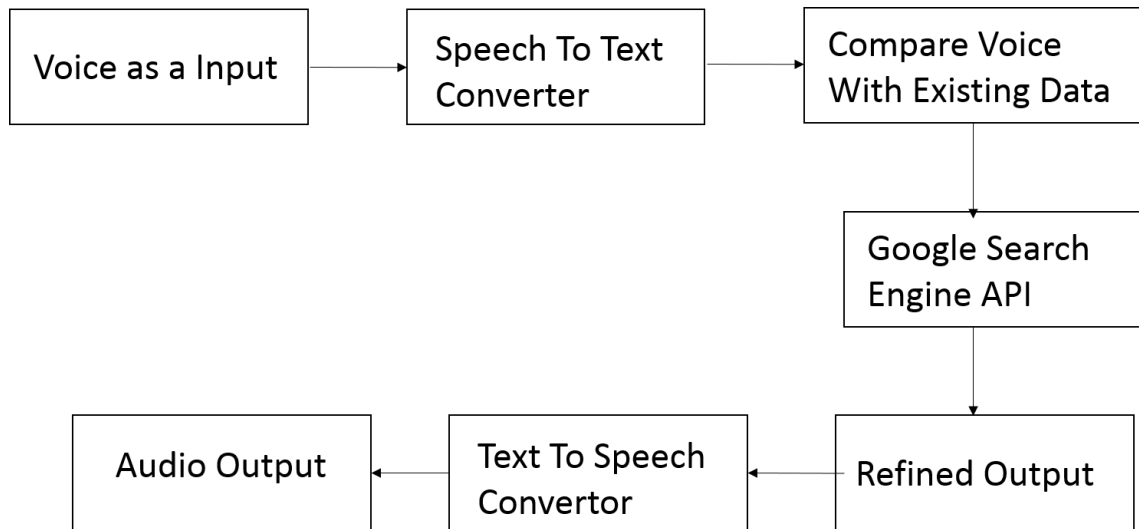 Voice as a Input
Speech To Text
Converter
Compare Voice
With Existing Data
Google Search
Engine API
Refined Output
Text To Speech
Convertor
Audio Output